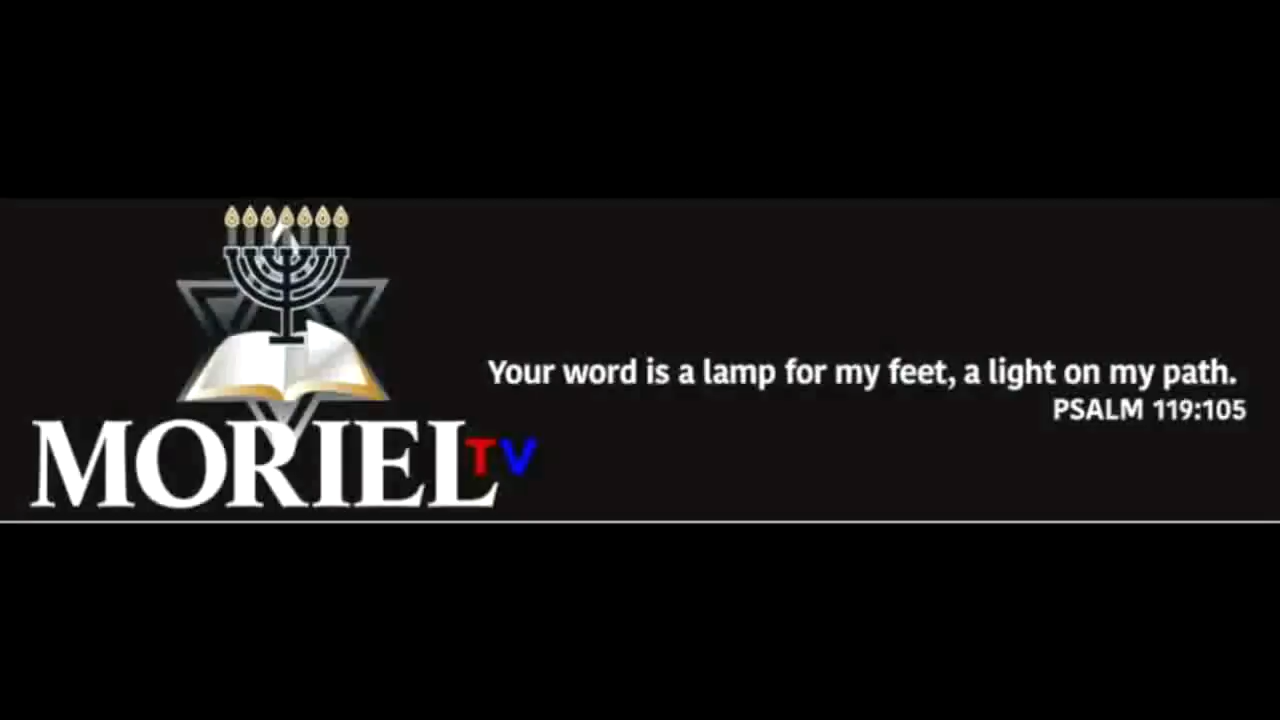 Your word is a lamp for my feet, a light on my path.
PSALM 119:105
MORIEL TV